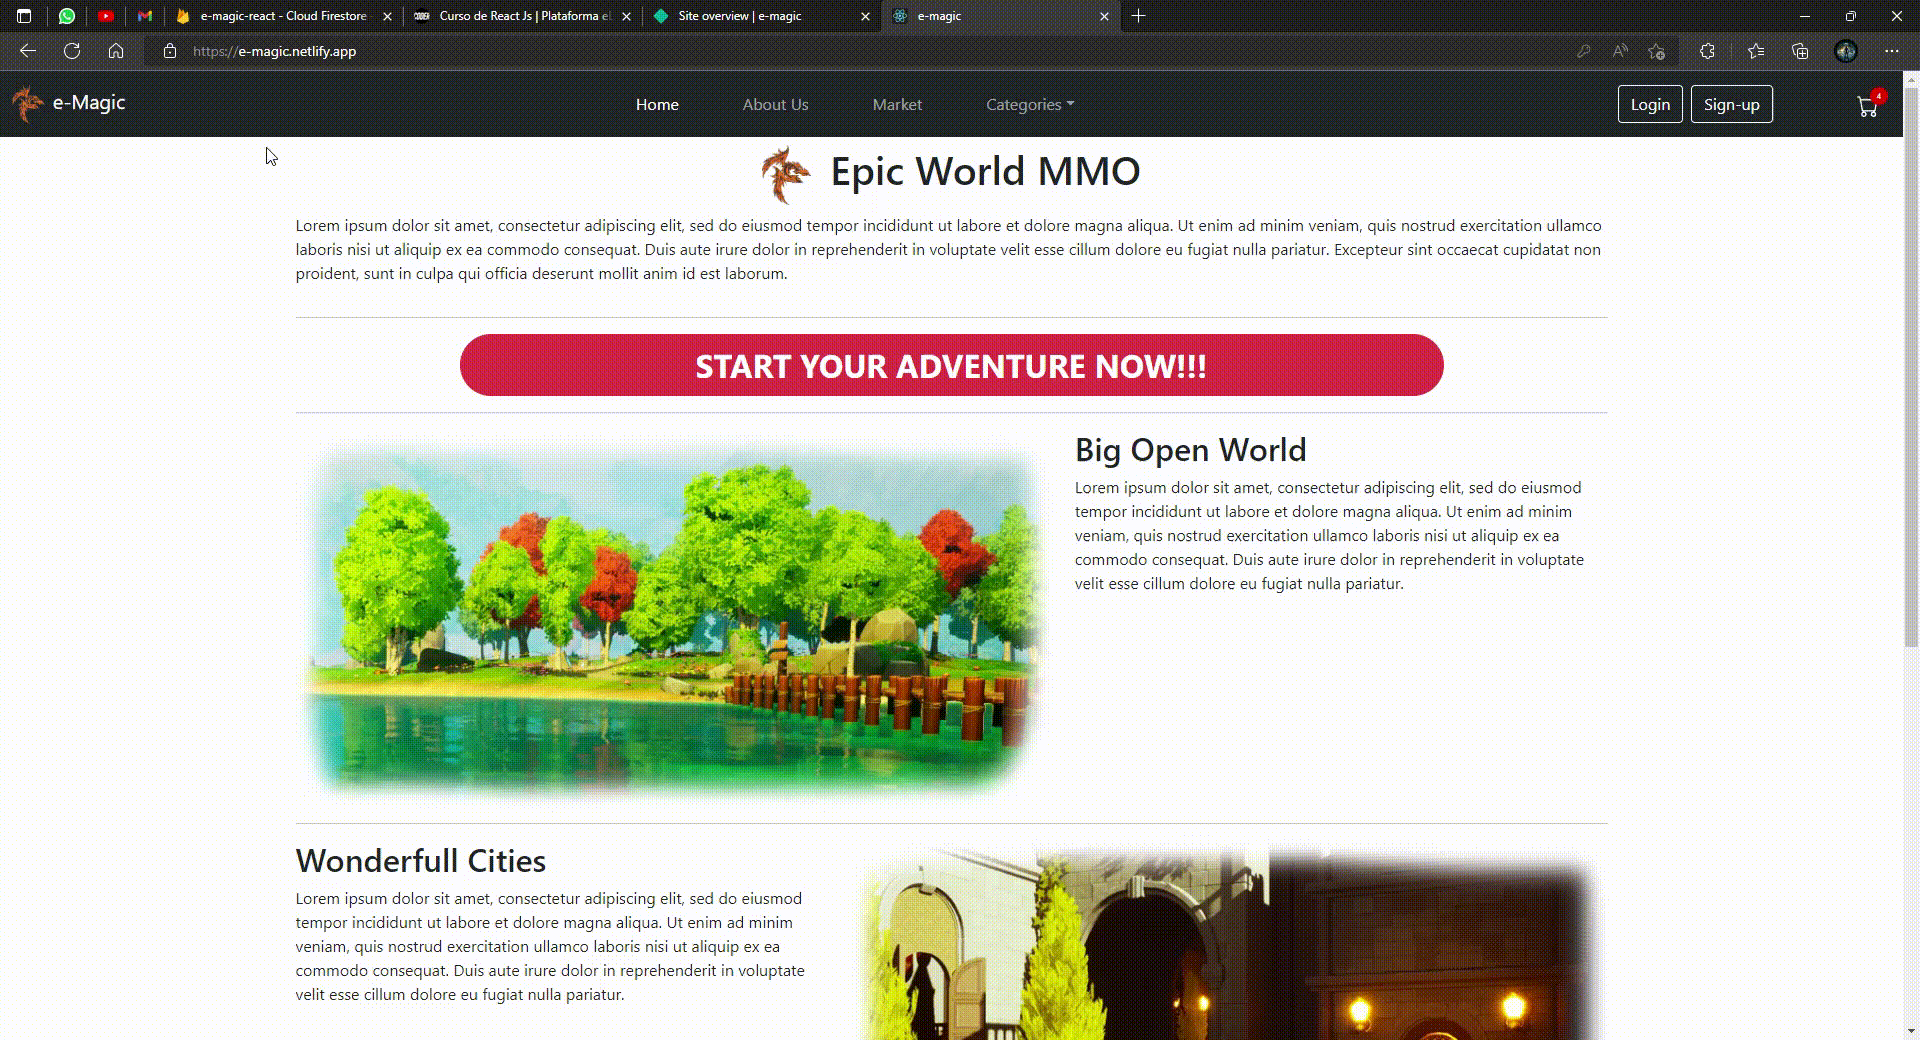 e-magic-react - Cloud Firestore
CODER
Curso de React Js | Plataforma el
Site overview | e-magic
e-magic
https://e-magic.netlify.app
e-Magic
Home
About Us
Market
Categories
Login
Sign-up
4
Epic World MMO
Lorem ipsum dolor sit amet, consectetur adipiscing elit, sed do eiusmod tempor incididunt ut labore et dolore magna aliqua. Ut enim ad minim veniam, quis nostrud exercitation ullamco
laboris nisi ut aliquip ex ea commodo consequat. Duis aute irure dolor in reprehenderit in voluptate velit esse cillum dolore eu fugiat nulla pariatur. Excepteur sint occaecat cupidatat non
proident, sunt in culpa qui officia deserunt mollit anim id est laborum.
START YOUR ADVENTURE NOW!!!
Big Open World
Lorem ipsum dolor sit amet, consectetur adipiscing elit, sed do eiusmod
tempor incididunt ut labore et dolore magna aliqua. Ut enim ad minim
veniam, quis nostrud exercitation ullamco laboris nisi ut aliquip ex ea
commodo consequat. Duis aute irure dolor in reprehenderit in voluptate
velit esse cillum dolore eu fugiat nulla pariatur.
Wonderfull Cities
Lorem ipsum dolor sit amet, consectetur adipiscing elit, sed do eiusmod
tempor incididunt ut labore et dolore magna aliqua. Ut enim ad minim
veniam, quis nostrud exercitation ullamco laboris nisi ut aliquip ex ea
commodo consequat. Duis aute irure dolor in reprehenderit in voluptate
velit esse cillum dolore eu fugiat nulla pariatur.